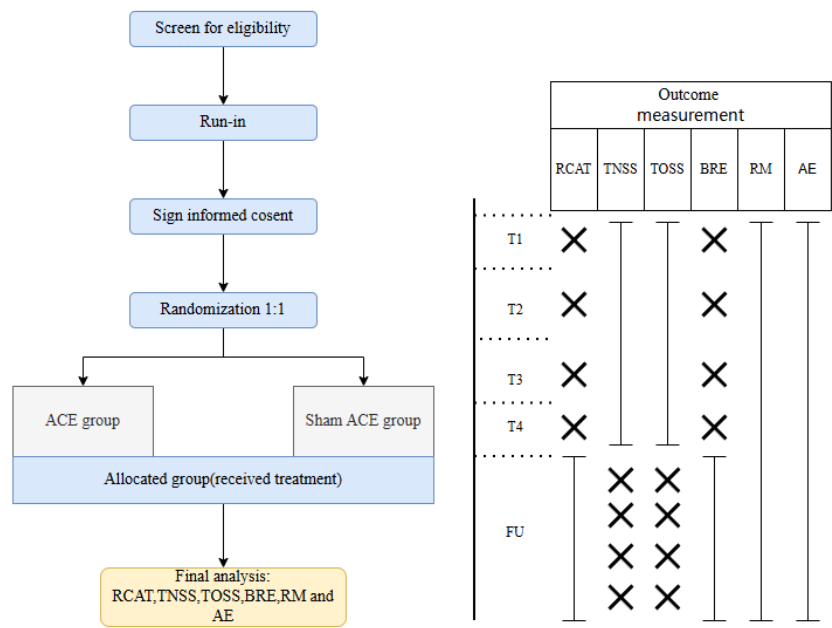 Screen for eligibility
Run-in
Sign informed cosent
Randomization 1:1
ACE group
Sham ACE group
Allocated group(received treatment)
Final analysis:
RCAT,TNSS,TOSS,BRE,RM and
AE
Outcome
measurement
RCAT TNSS TOSS BRE RM AE
T1
T2
T3
T4
FU